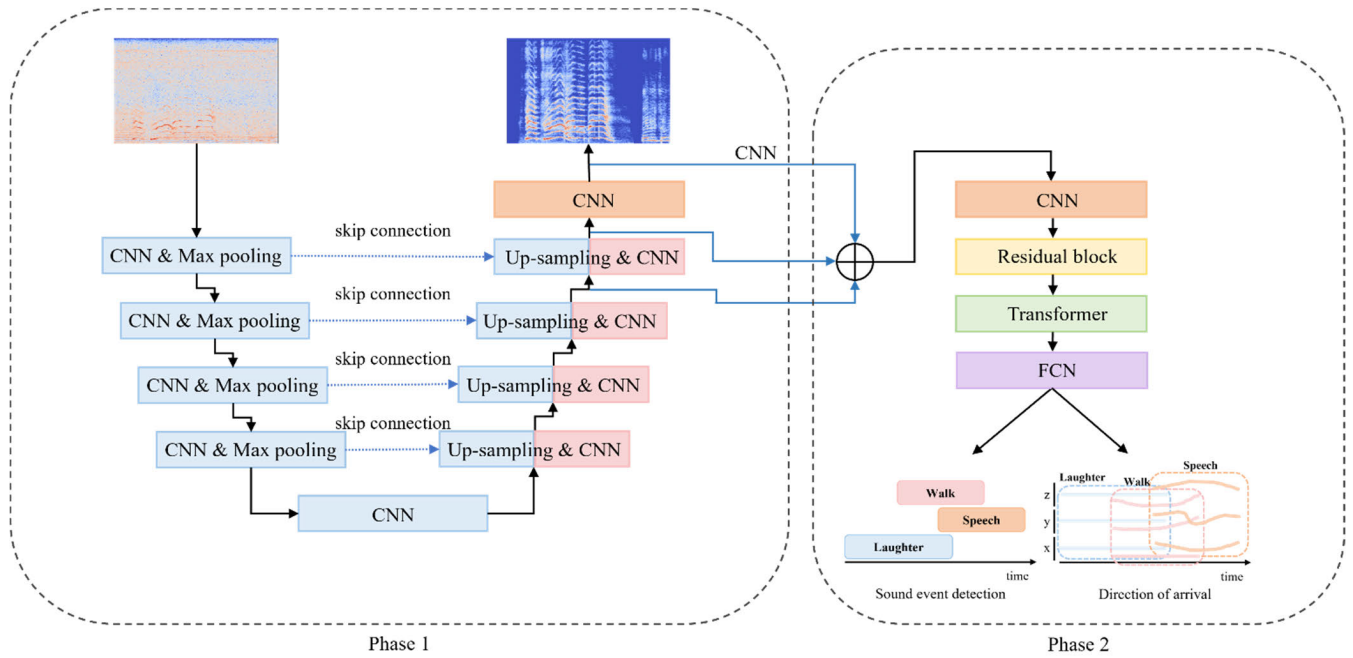 CNN
CNN
CNN
skip connection
CNN & Max pooling
Up-sampling & CNN
Residual block
skip connection
CNN & Max pooling
Up-sampling & CNN
Transformer
skip connection
CNN & Max pooling
Up-sampling & CNN
FCN
skip connection
CNN & Max pooling
Up-sampling & CNN
CNN
Walk
Speech
Laughter
time
Sound event detection
Speech
Laughter
Walk
z
y
x
time
Direction of arrival
Phase 1
Phase 2